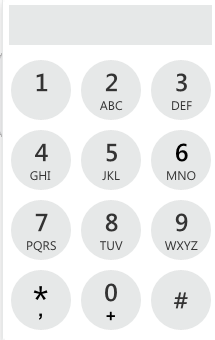 1 2 3
ABC DEF
4 5 6
GHI JKL MNO
7 8 9
PQRS TUV WXYZ
* 0 #
, +